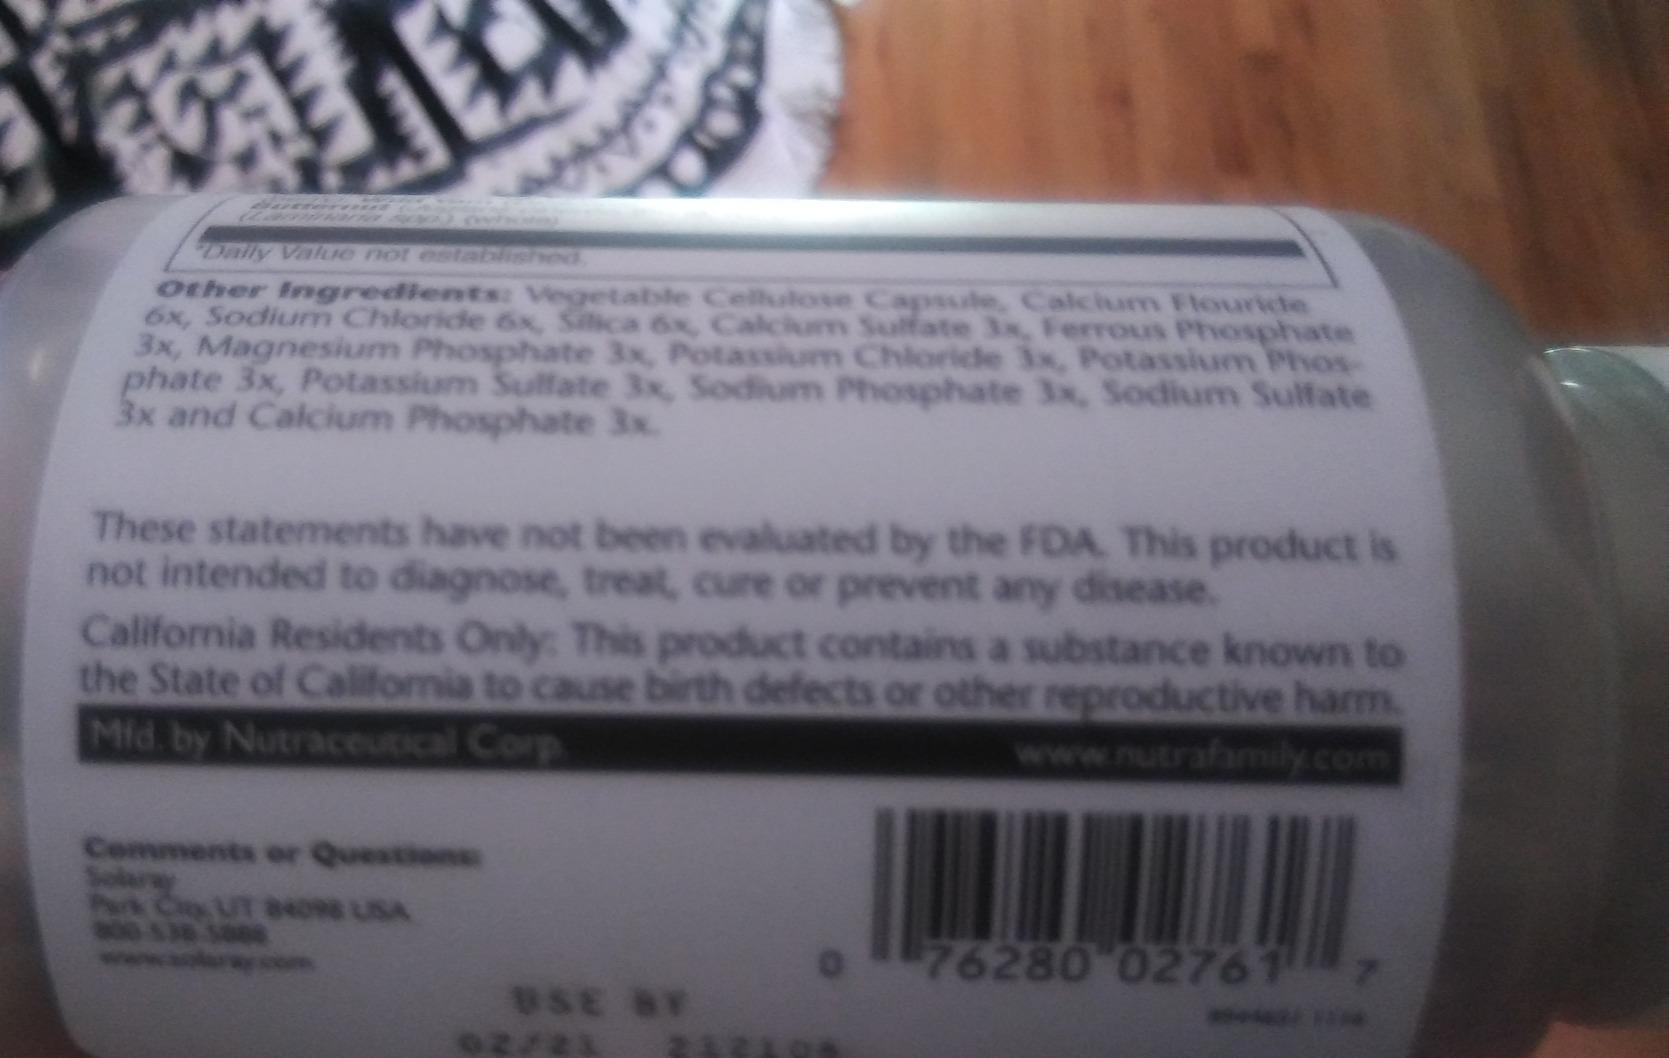 (Laminaria spp.) (whole)
*Daily Value not established.
Other Ingredients: Vegetable Cellulose Capsule, Calcium Flouride
6x, Sodium Chloride 6x, Silica 6x, Calcium Sulfate 3x, Ferrous Phosphate
3x, Magnesium Phosphate 3x, Potassium Chloride 3x, Potassium Phos-
phate 3x, Potassium Sulfate 3x, Sodium Phosphate 3x, Sodium Sulfate
3x and Calcium Phosphate 3x.
These statements have not been evaluated by the FDA. This product is
not intended to diagnose, treat, cure or prevent any disease.
California Residents Only: This product contains a substance known to
the State of California to cause birth defects or other reproductive harm.
Mfd. by Nutraceutical Corp. www.nutrafamily.com
Comments or Questions:
Solaray
Park City, UT 84098 USA
www.solaray.com
0 76280 02761 7
USE BY
02/21